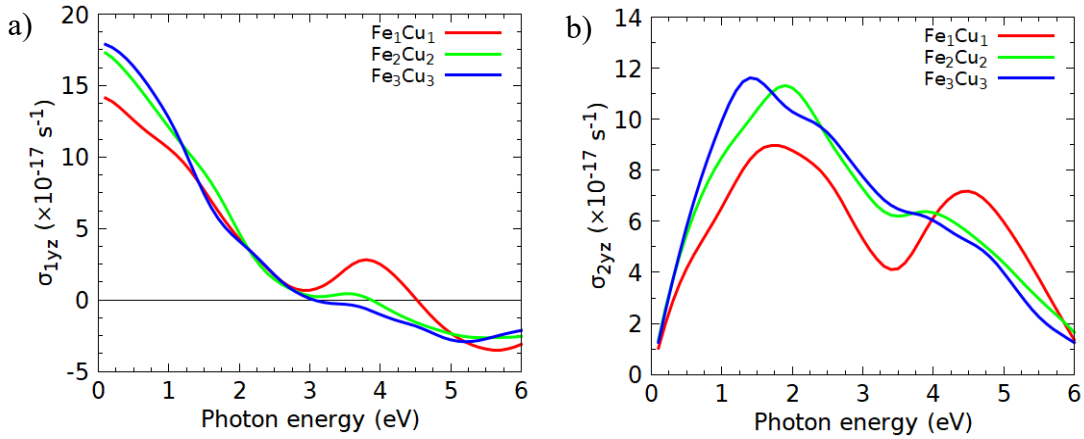 a)
σ₁yz (×10⁻¹⁷ s⁻¹)
20
15
10
5
0
-5
Fe₁Cu₁
Fe₂Cu₂
Fe₃Cu₃
0 1 2 3 4 5 6
Photon energy (eV)
b)
σ₂yz (×10⁻¹⁷ s⁻¹)
14
12
10
8
6
4
2
0
Fe₁Cu₁
Fe₂Cu₂
Fe₃Cu₃
0 1 2 3 4 5 6
Photon energy (eV)